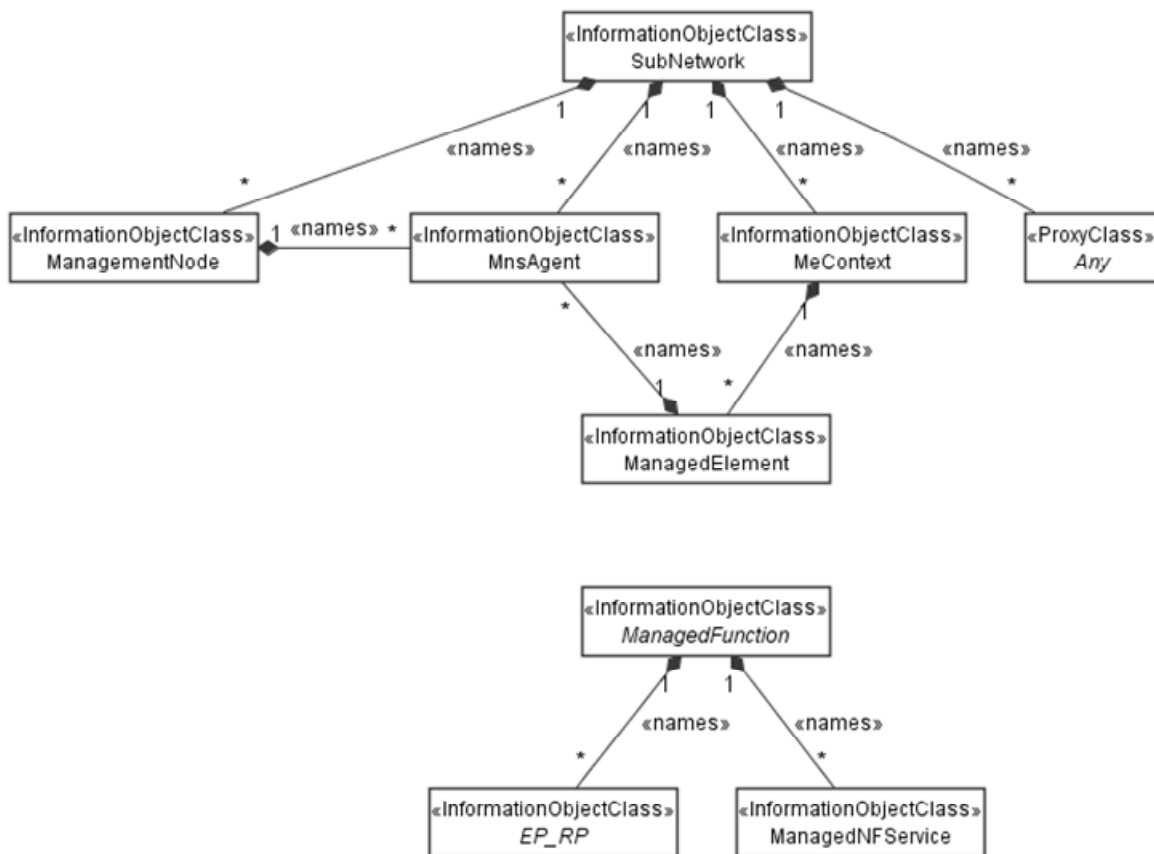 «InformationObjectClass»
SubNetwork
1 1 1 1
«names» «names» «names» «names»
* * * *
«InformationObjectClass» 1 «names» * «InformationObjectClass» «InformationObjectClass» «ProxyClass»
ManagementNode MnsAgent MeContext Any
* 1
«names» «names»
1 *
«InformationObjectClass»
ManagedElement
«InformationObjectClass»
ManagedFunction
1 1
«names» «names»
* *
«InformationObjectClass» «InformationObjectClass»
EP_RP ManagedNFService